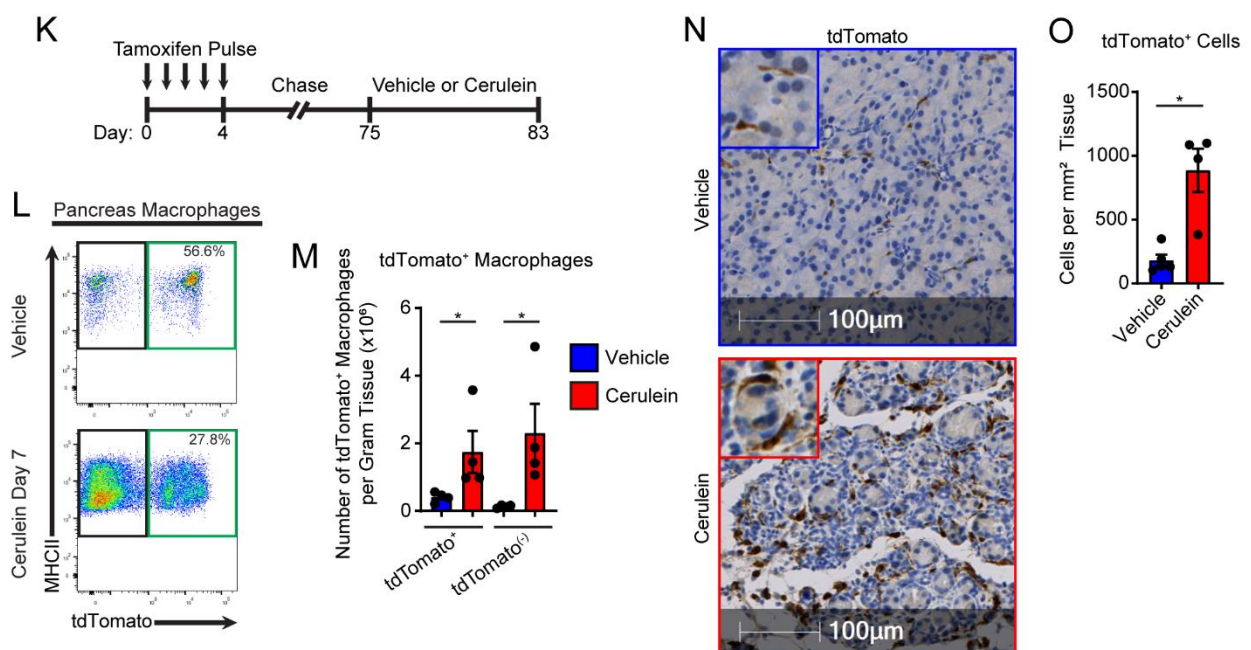 K
Tamoxifen Pulse
Chase
Vehicle or Cerulein
Day: 0 4 75 83
L
Pancreas Macrophages
Vehicle
56.6%
Cerulein Day 7
27.8%
MHCII
tdTomato
M
tdTomato⁺ Macrophages
Number of tdTomato⁺ Macrophages
per Gram Tissue (x10⁶)
6
4
2
0
tdTomato⁺
tdTomato⁽⁻⁾
* *
Vehicle
Cerulein
N
tdTomato
Vehicle
100µm
Cerulein
100µm
O
tdTomato⁺ Cells
Cells per mm² Tissue
1500
1000
500
0
*
Vehicle
Cerulein